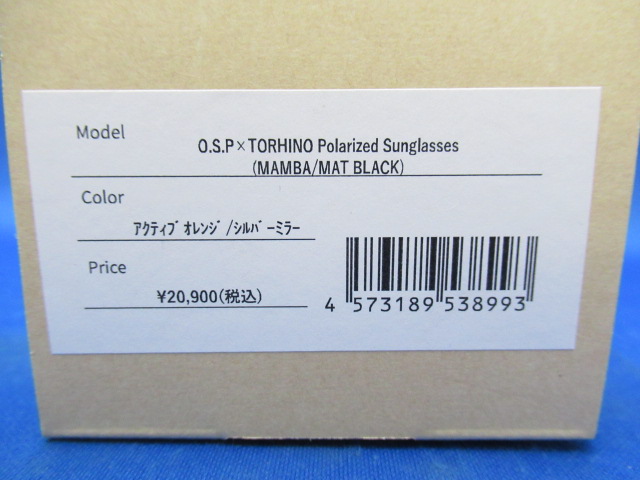 Model
O.S.P×TORHINO Polarized Sunglasses
(MAMBA/MAT BLACK)
Color
ｱｸﾃｨﾌﾞ ｵﾚﾝｼﾞ/ｼﾙﾊﾞｰﾐﾗｰ
Price
¥20,900(税込)
4 573189 538993